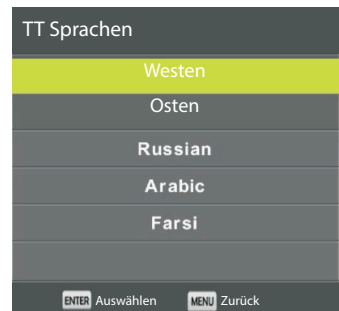 TT Sprachen
Westen
Osten
Russian
Arabic
Farsi
ENTER Auswählen MENU Zurück